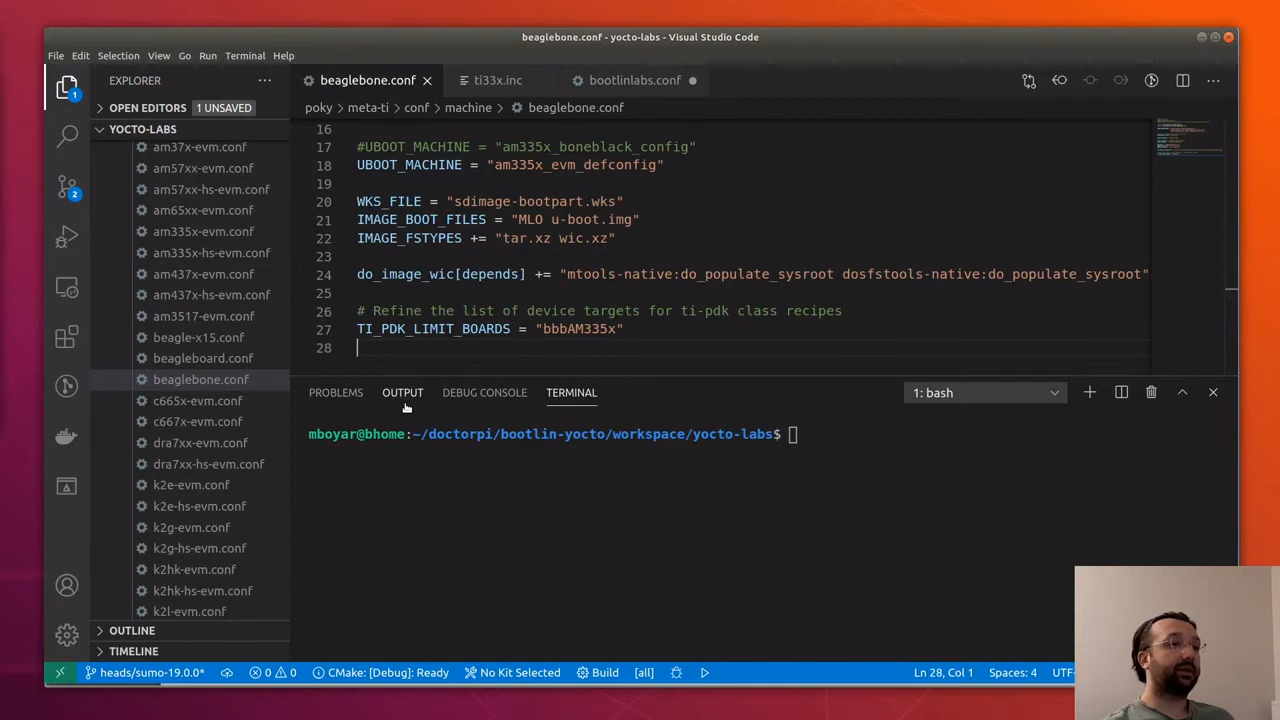 beaglebone.conf - yocto-labs - Visual Studio Code
File Edit Selection View Go Run Terminal Help
EXPLORER
OPEN EDITORS 1 UNSAVED
YOCTO-LABS
am37x-evm.conf
am57xx-evm.conf
am57xx-hs-evm.conf
am65xx-evm.conf
am335x-evm.conf
am335x-hs-evm.conf
am437x-evm.conf
am437x-hs-evm.conf
am3517-evm.conf
beagle-x15.conf
beagleboard.conf
beaglebone.conf
c665x-evm.conf
c667x-evm.conf
dra7xx-evm.conf
dra7xx-hs-evm.conf
k2e-evm.conf
k2e-hs-evm.conf
k2g-evm.conf
k2g-hs-evm.conf
k2hk-evm.conf
k2hk-hs-evm.conf
k2l-evm.conf
OUTLINE
TIMELINE
1
2
beaglebone.conf ti33x.inc bootlinlabs.conf
poky > meta-ti > conf > machine > beaglebone.conf
16
17 #UBOOT_MACHINE = "am335x_boneblack_config"
18 UBOOT_MACHINE = "am335x_evm_defconfig"
19
20 WKS_FILE = "sdimage-bootpart.wks"
21 IMAGE_BOOT_FILES = "MLO u-boot.img"
22 IMAGE_FSTYPES += "tar.xz wic.xz"
23
24 do_image_wic[depends] += "mtools-native:do_populate_sysroot dosfstools-native:do_populate_sysroot"
25
26 # Refine the list of device targets for ti-pdk class recipes
27 TI_PDK_LIMIT_BOARDS = "bbbAM335x"
28
PROBLEMS OUTPUT DEBUG CONSOLE TERMINAL 1: bash
mboyar@bhome:~/doctorpi/bootlin-yocto/workspace/yocto-labs$
heads/sumo-19.0.0* 0 0 CMake: [Debug]: Ready No Kit Selected Build [all] Ln 28, Col 1 Spaces: 4 UTF-